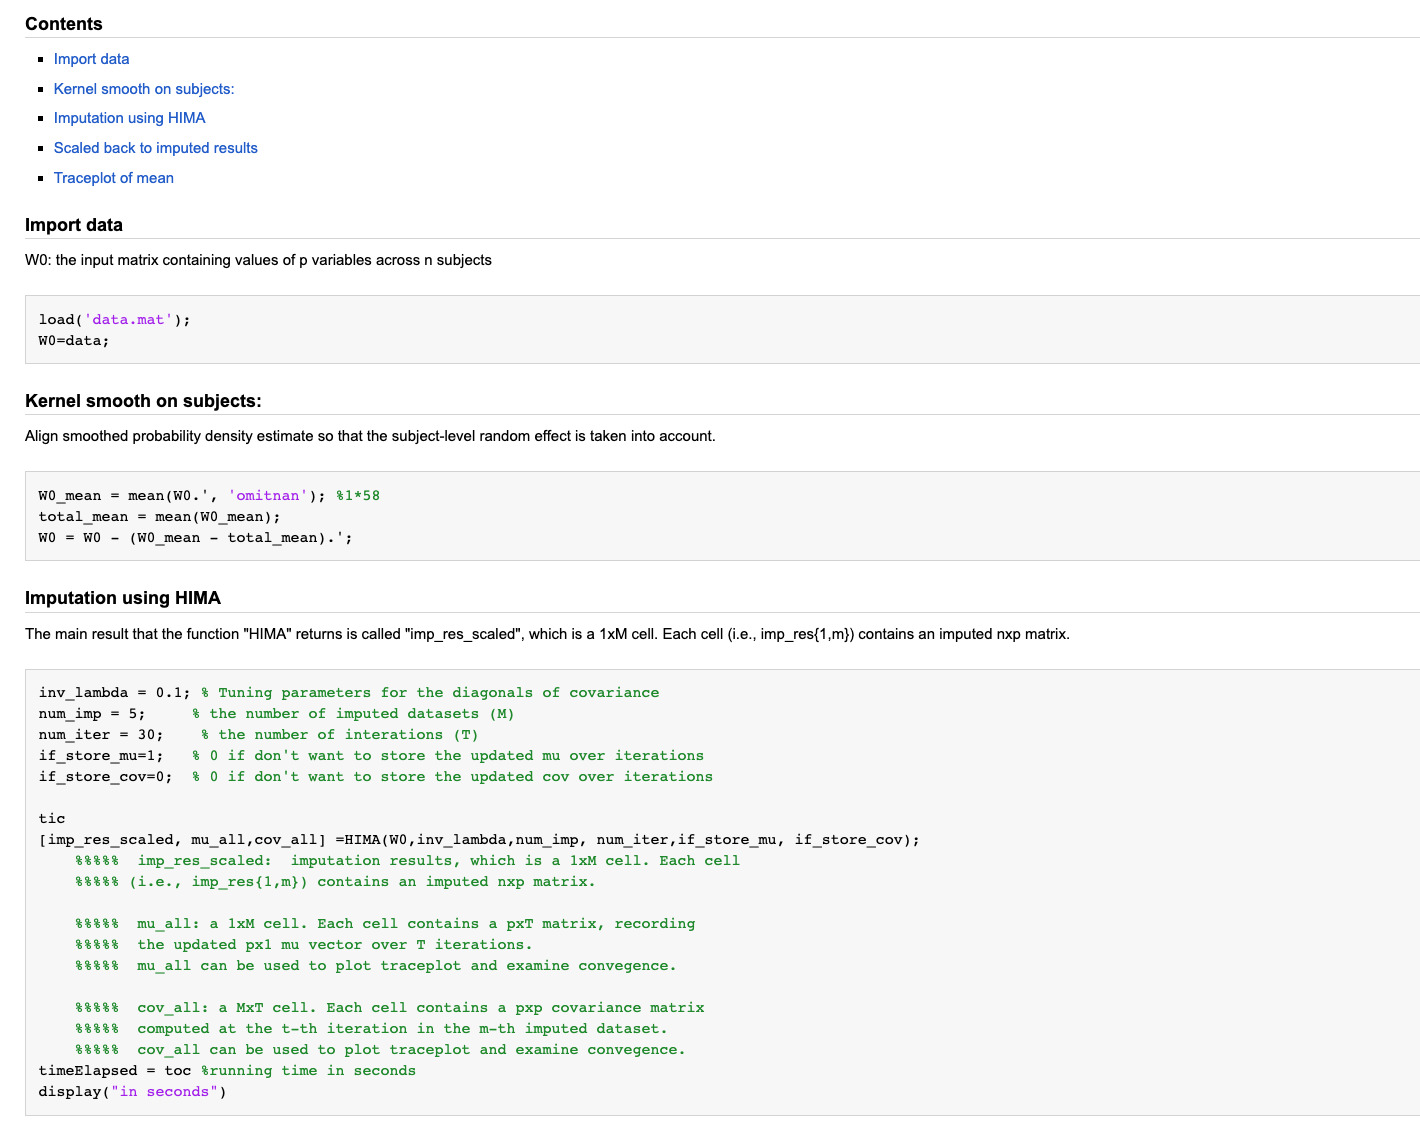 Contents
Import data
Kernel smooth on subjects:
Imputation using HIMA
Scaled back to imputed results
Traceplot of mean
Import data
W0: the input matrix containing values of p variables across n subjects
load('data.mat');
W0=data;
Kernel smooth on subjects:
Align smoothed probability density estimate so that the subject-level random effect is taken into account.
W0_mean = mean(W0.', 'omitnan'); %1*58
total_mean = mean(W0_mean);
W0 = W0 - (W0_mean - total_mean).';
Imputation using HIMA
The main result that the function "HIMA" returns is called "imp_res_scaled", which is a 1xM cell. Each cell (i.e., imp_res{1,m}) contains an imputed nxp matrix.
inv_lambda = 0.1; % Tuning parameters for the diagonals of covariance
num_imp = 5;     % the number of imputed datasets (M)
num_iter = 30;    % the number of interations (T)
if_store_mu=1;   % 0 if don't want to store the updated mu over iterations
if_store_cov=0;  % 0 if don't want to store the updated cov over iterations
tic
[imp_res_scaled, mu_all,cov_all] =HIMA(W0,inv_lambda,num_imp, num_iter,if_store_mu, if_store_cov);
%%%%%  imp_res_scaled:  imputation results, which is a 1xM cell. Each cell
%%%%% (i.e., imp_res{1,m}) contains an imputed nxp matrix.
%%%%%  mu_all: a 1xM cell. Each cell contains a pxT matrix, recording
%%%%%  the updated px1 mu vector over T iterations.
%%%%%  mu_all can be used to plot traceplot and examine convegence.
%%%%%  cov_all: a MxT cell. Each cell contains a pxp covariance matrix
%%%%%  computed at the t-th iteration in the m-th imputed dataset.
%%%%%  cov_all can be used to plot traceplot and examine convegence.
timeElapsed = toc %running time in seconds
display("in seconds")